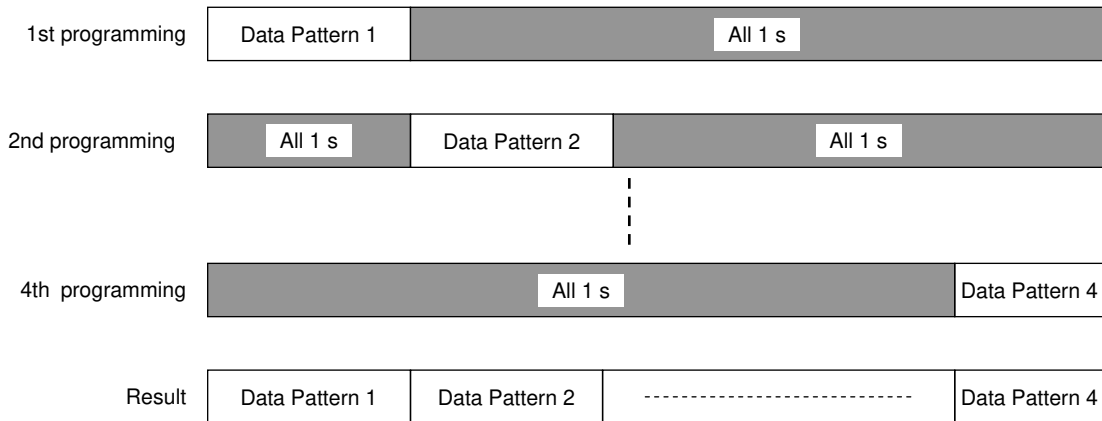 1st programming Data Pattern 1 All 1 s
2nd programming All 1 s Data Pattern 2 All 1 s
4th programming All 1 s Data Pattern 4
Result Data Pattern 1 Data Pattern 2 Data Pattern 4